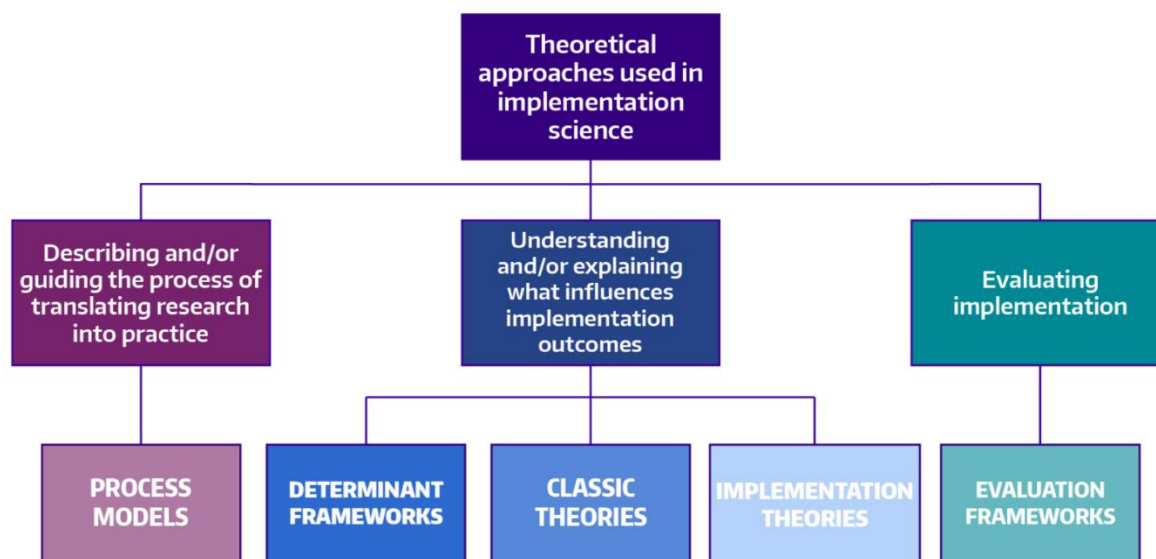 Theoretical
approaches used in
implementation
science
Describing and/or
guiding the process of
translating research
into practice
Understanding
and/or explaining
what influences
implementation
outcomes
Evaluating
implementation
PROCESS
MODELS
DETERMINANT
FRAMEWORKS
CLASSIC
THEORIES
IMPLEMENTATION
THEORIES
EVALUATION
FRAMEWORKS